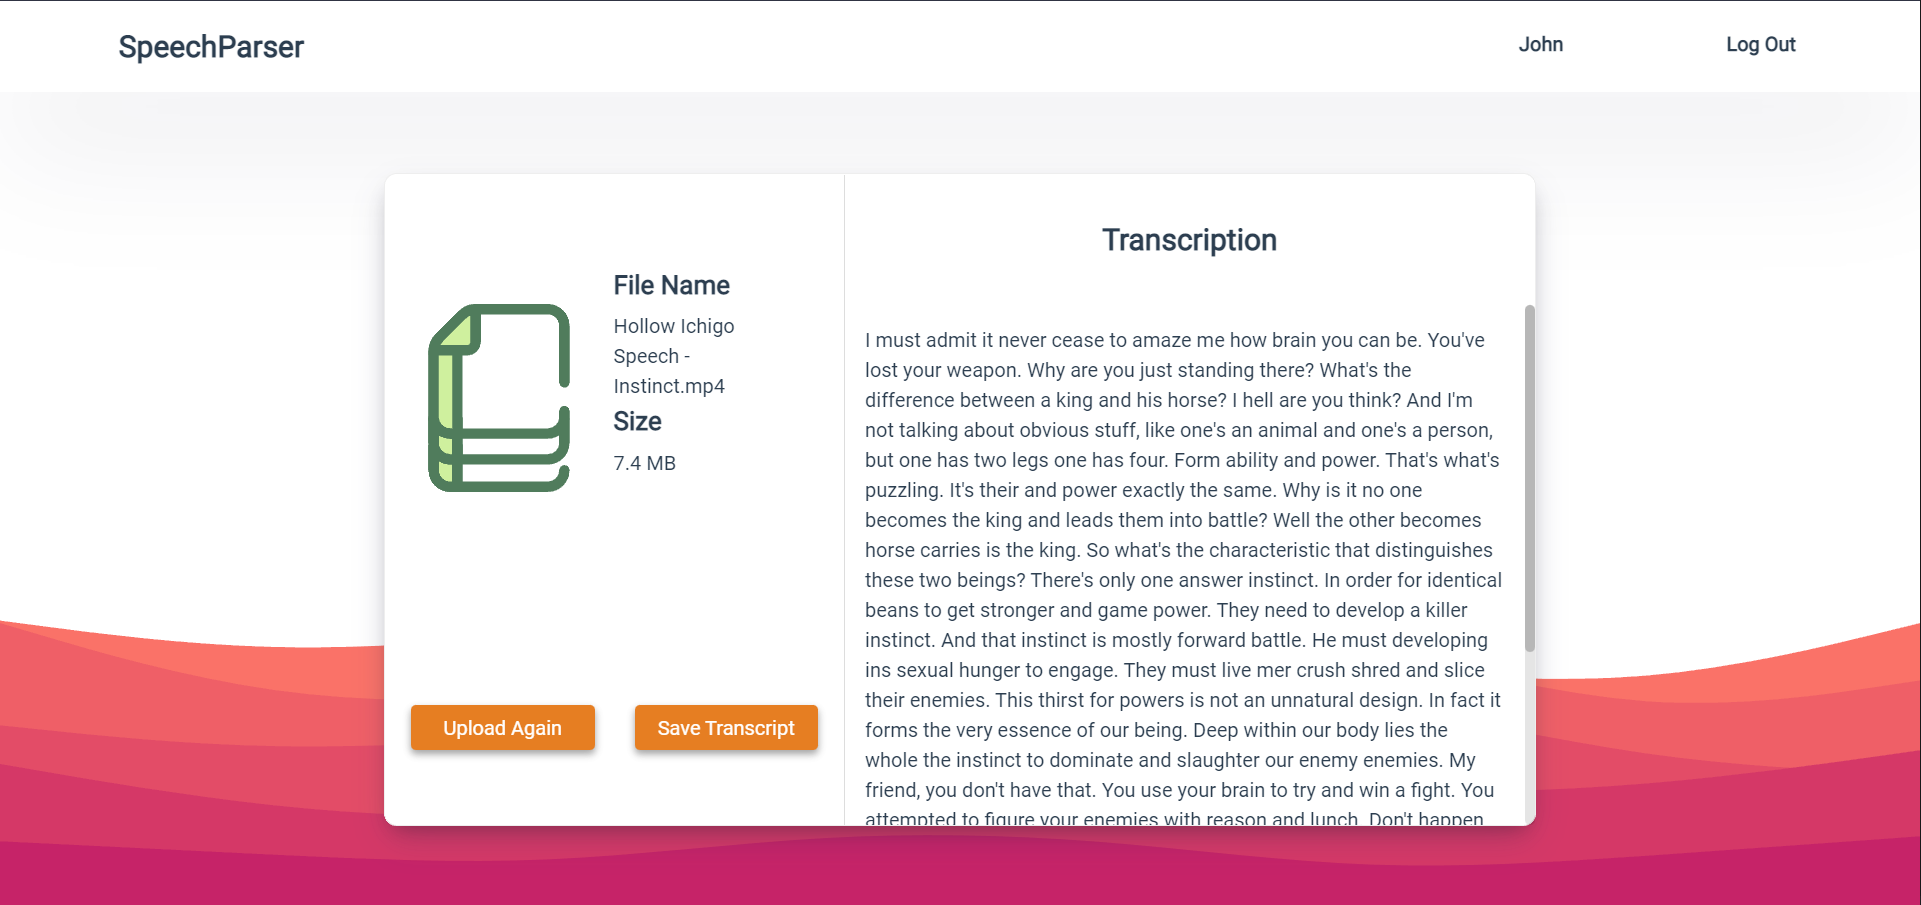 SpeechParser
John
Log Out
File Name
Hollow Ichigo
Speech -
Instinct.mp4
Size
7.4 MB
Upload Again
Save Transcript
Transcription
I must admit it never cease to amaze me how brain you can be. You've
lost your weapon. Why are you just standing there? What's the
difference between a king and his horse? I hell are you think? And I'm
not talking about obvious stuff, like one's an animal and one's a person,
but one has two legs one has four. Form ability and power. That's what's
puzzling. It's their and power exactly the same. Why is it no one
becomes the king and leads them into battle? Well the other becomes
horse carries is the king. So what's the characteristic that distinguishes
these two beings? There's only one answer instinct. In order for identical
beans to get stronger and game power. They need to develop a killer
instinct. And that instinct is mostly forward battle. He must developing
ins sexual hunger to engage. They must live mer crush shred and slice
their enemies. This thirst for powers is not an unnatural design. In fact it
forms the very essence of our being. Deep within our body lies the
whole the instinct to dominate and slaughter our enemy enemies. My
friend, you don't have that. You use your brain to try and win a fight. You
attempted to figure your enemies with reason and lunch. Don't happen